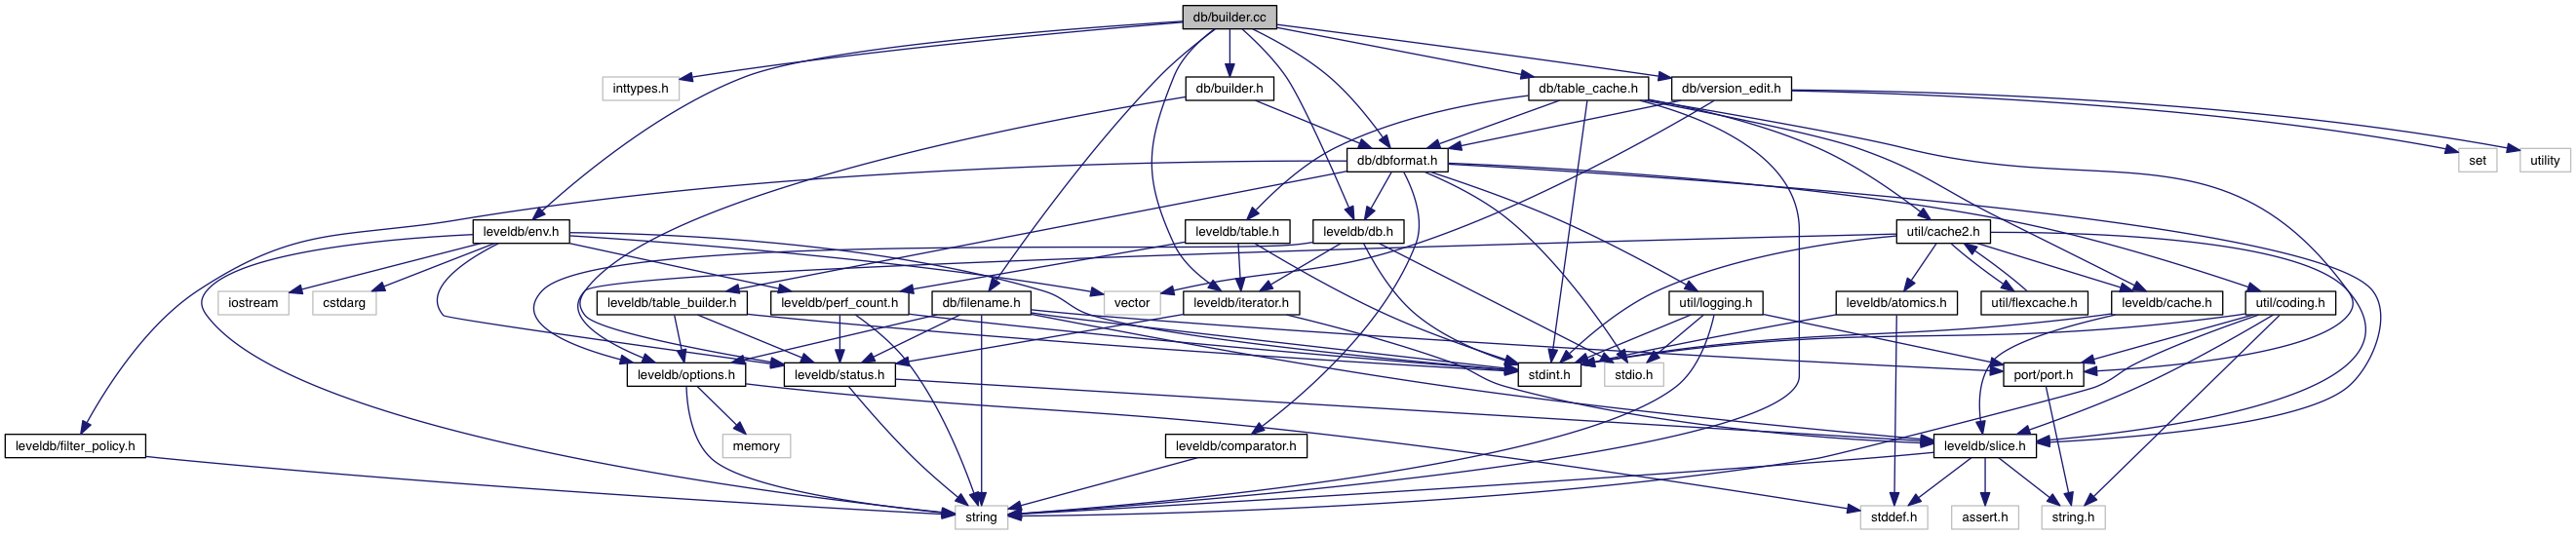 db/builder.cc
inttypes.h
db/builder.h
db/table_cache.h
db/version_edit.h
db/dbformat.h
set
utility
leveldb/env.h
leveldb/table.h
leveldb/db.h
util/cache2.h
iostream
cstdarg
leveldb/table_builder.h
leveldb/perf_count.h
db/filename.h
vector
leveldb/iterator.h
util/logging.h
leveldb/atomics.h
util/flexcache.h
leveldb/cache.h
util/coding.h
leveldb/options.h
leveldb/status.h
stdint.h
stdio.h
port/port.h
leveldb/filter_policy.h
memory
leveldb/comparator.h
leveldb/slice.h
string
stddef.h
assert.h
string.h